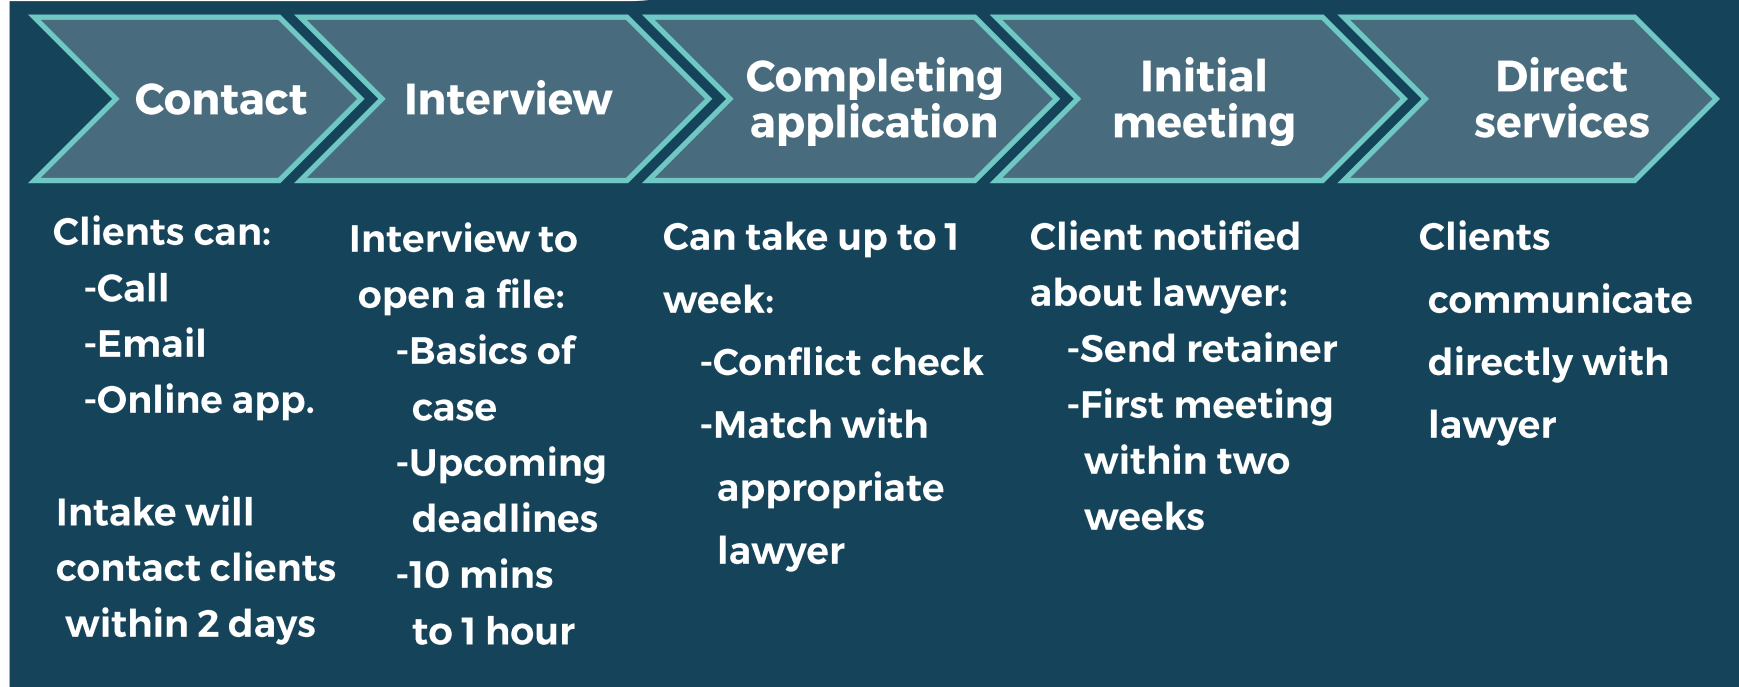 Contact
Interview
Completing
application
Initial
meeting
Direct
services
Clients can:
-Call
-Email
-Online app.
Intake will
contact clients
within 2 days
Interview to
open a file:
-Basics of
case
-Upcoming
deadlines
-10 mins
to 1 hour
Can take up to 1
week:
-Conflict check
-Match with
appropriate
lawyer
Client notified
about lawyer:
-Send retainer
-First meeting
within two
weeks
Clients
communicate
directly with
lawyer